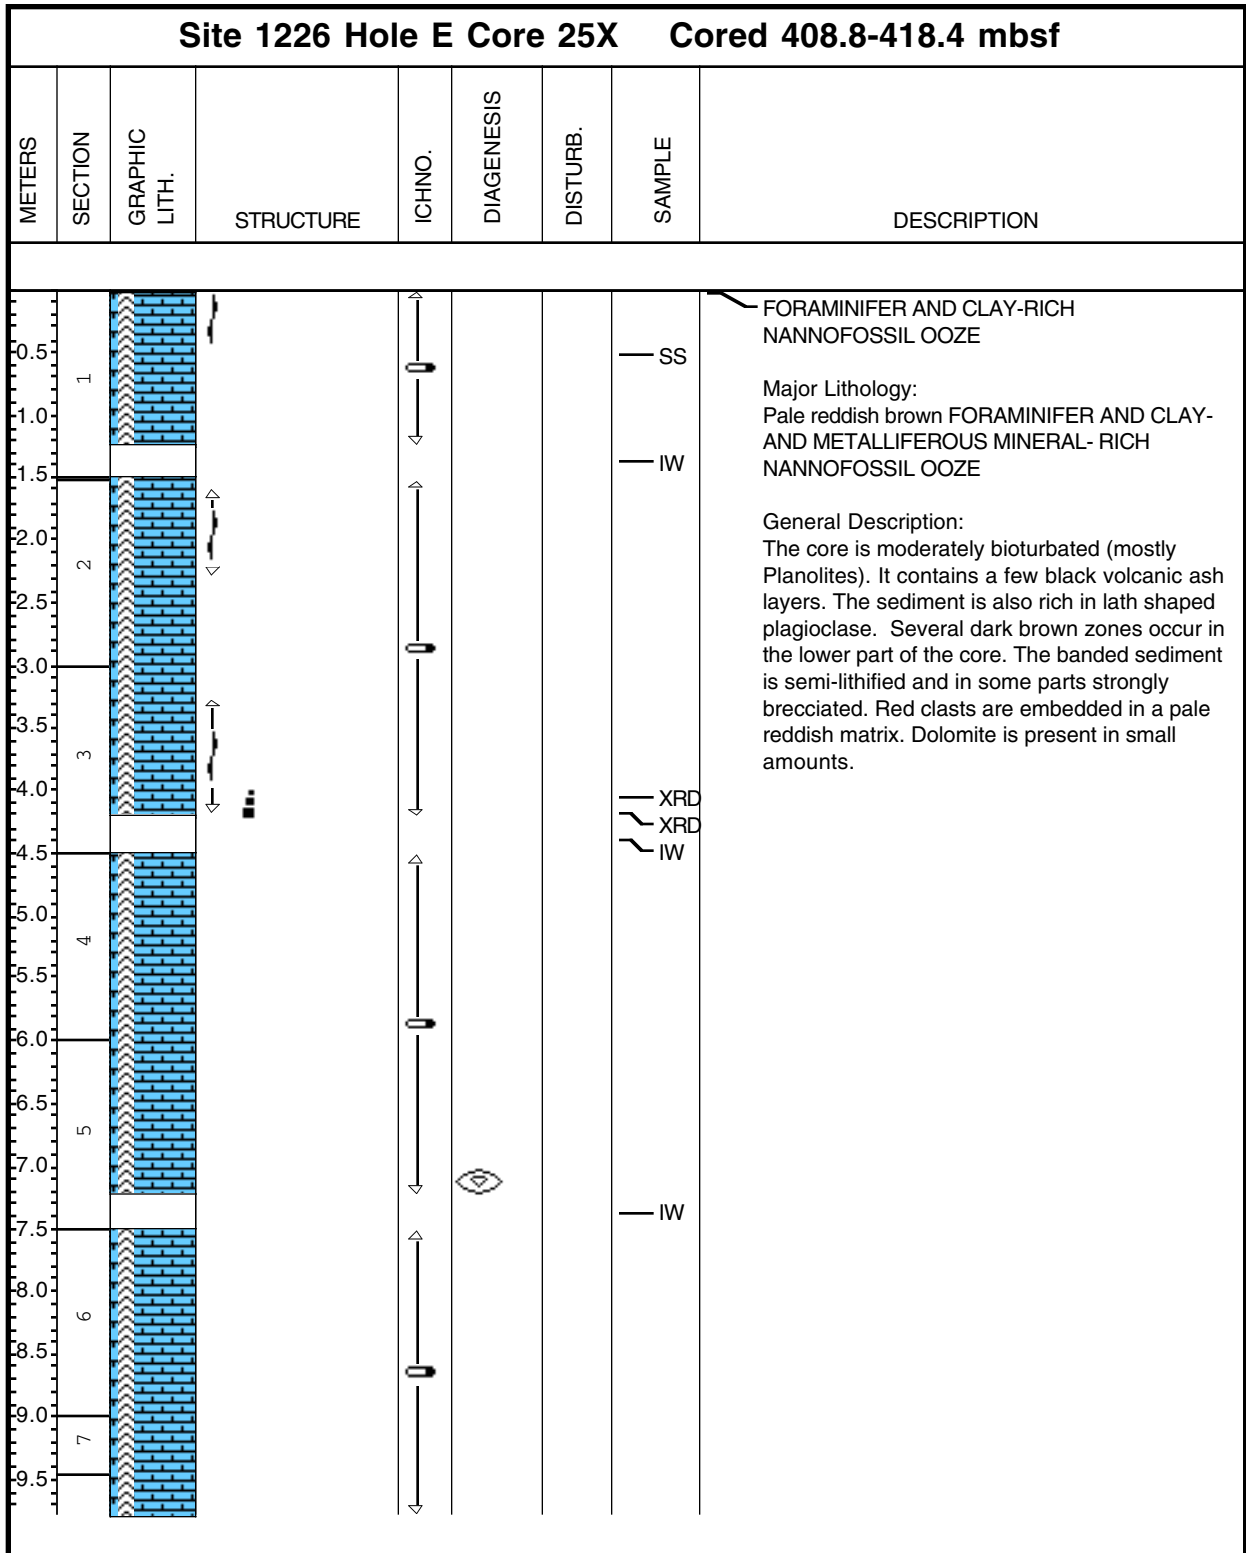 Site 1226 Hole E Core 25X Cored 408.8-418.4 mbsf
METERS
SECTION
GRAPHIC
LITH.
STRUCTURE
ICHNO.
DIAGENESIS
DISTURB.
SAMPLE
DESCRIPTION
0.5
1.0
1.5
2.0
2.5
3.0
3.5
4.0
4.5
5.0
5.5
6.0
6.5
7.0
7.5
8.0
8.5
9.0
9.5
1
2
3
4
5
6
7
SS
IW
XRD
XRD
IW
IW
FORAMINIFER AND CLAY-RICH
NANNOFOSSIL OOZE
Major Lithology:
Pale reddish brown FORAMINIFER AND CLAY-
AND METALLIFEROUS MINERAL- RICH
NANNOFOSSIL OOZE
General Description:
The core is moderately bioturbated (mostly
Planolites). It contains a few black volcanic ash
layers. The sediment is also rich in lath shaped
plagioclase. Several dark brown zones occur in
the lower part of the core. The banded sediment
is semi-lithified and in some parts strongly
brecciated. Red clasts are embedded in a pale
reddish matrix. Dolomite is present in small
amounts.